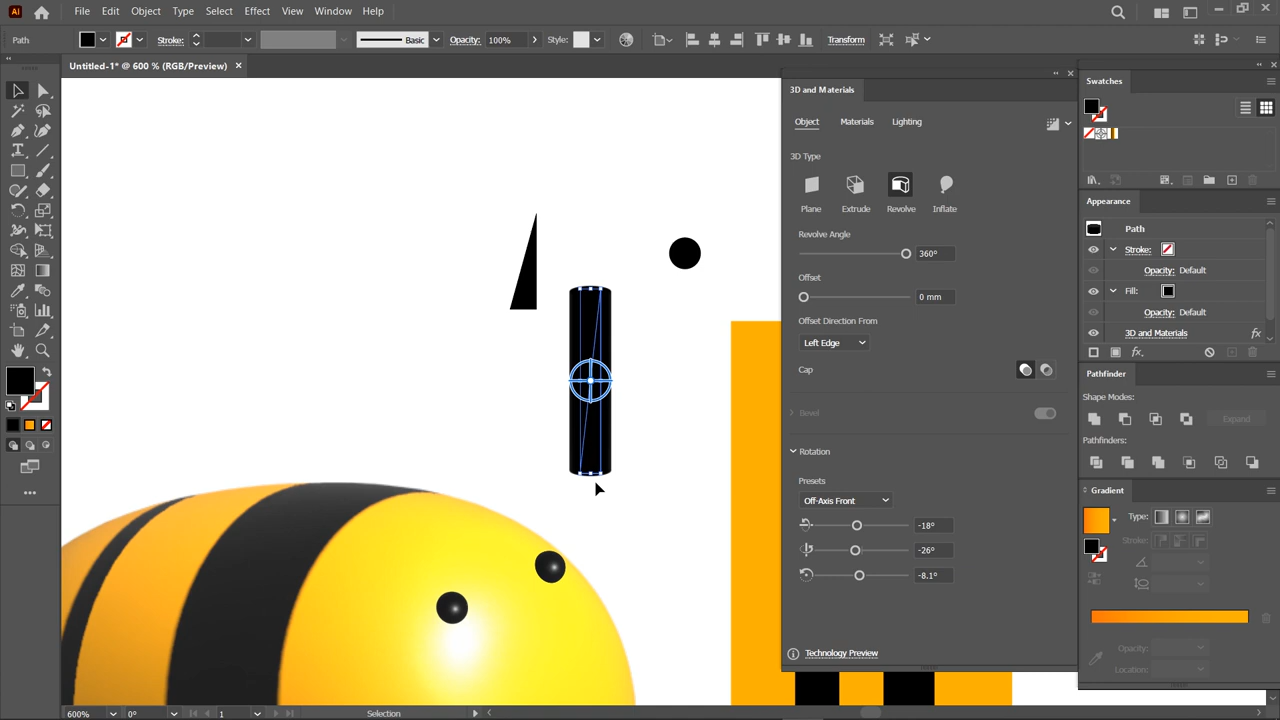 Ai File Edit Object Type Select Effect View Window Help
Path Stroke: Basic Opacity: 100% Style: Transform
Untitled-1* @ 600 % (RGB/Preview)
3D and Materials
Object Materials Lighting
3D Type
Plane Extrude Revolve Inflate
Revolve Angle
360°
Offset
0 mm
Offset Direction From
Left Edge
Cap
Bevel
Rotation
Presets
Off-Axis Front
-18°
-26°
-8.1°
Technology Preview
Swatches
Appearance
Path
Stroke:
Opacity: Default
Fill:
Opacity: Default
3D and Materials fx
fx.
Pathfinder
Shape Modes:
Expand
Pathfinders:
Gradient
Type:
Stroke:
Opacity:
Location:
600% 0° 1 Selection